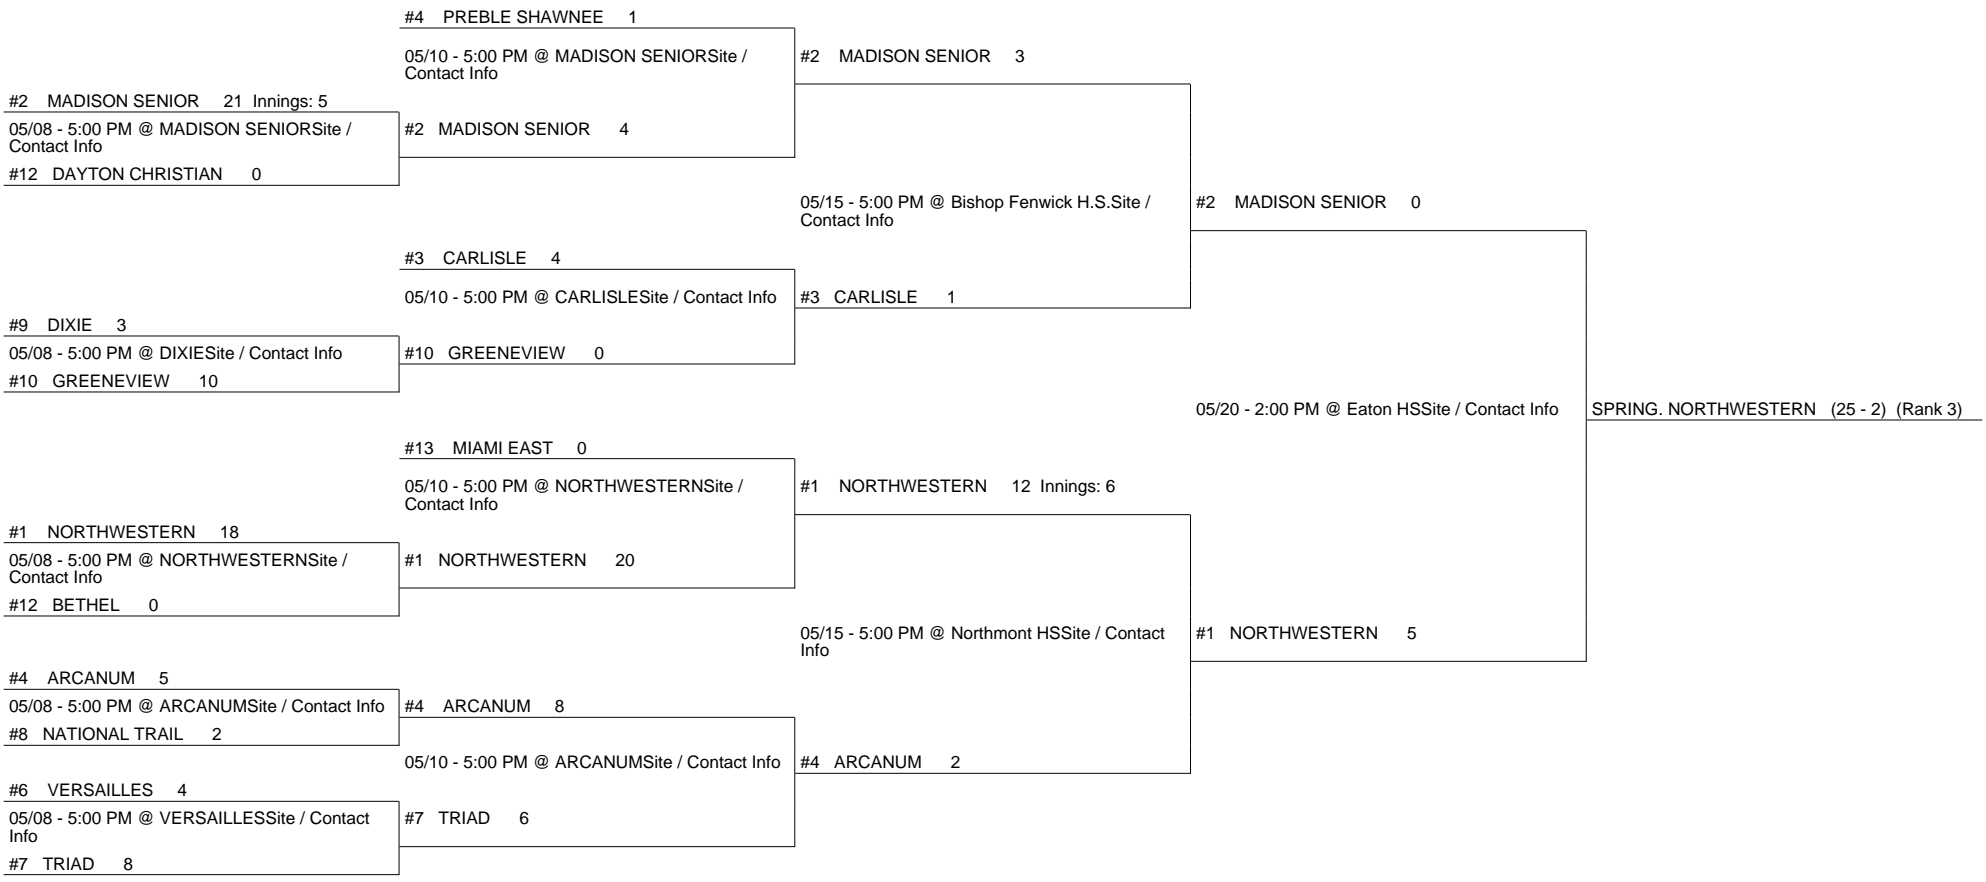 #4 PREBLE SHAWNEE 1
05/10 - 5:00 PM @ MADISON SENIORSite /
Contact Info
#2 MADISON SENIOR 3
#2 MADISON SENIOR 21 Innings: 5
05/08 - 5:00 PM @ MADISON SENIORSite /
Contact Info
#2 MADISON SENIOR 4
#12 DAYTON CHRISTIAN 0
05/15 - 5:00 PM @ Bishop Fenwick H.S.Site /
Contact Info
#2 MADISON SENIOR 0
#3 CARLISLE 4
05/10 - 5:00 PM @ CARLISLESite / Contact Info
#3 CARLISLE 1
#9 DIXIE 3
05/08 - 5:00 PM @ DIXIESite / Contact Info
#10 GREENEVIEW 0
#10 GREENEVIEW 10
05/20 - 2:00 PM @ Eaton HSSite / Contact Info
SPRING. NORTHWESTERN (25 - 2) (Rank 3)
#13 MIAMI EAST 0
05/10 - 5:00 PM @ NORTHWESTERNSite /
Contact Info
#1 NORTHWESTERN 12 Innings: 6
#1 NORTHWESTERN 18
05/08 - 5:00 PM @ NORTHWESTERNSite /
Contact Info
#1 NORTHWESTERN 20
#12 BETHEL 0
05/15 - 5:00 PM @ Northmont HSSite / Contact
Info
#1 NORTHWESTERN 5
#4 ARCANUM 5
05/08 - 5:00 PM @ ARCANUMSite / Contact Info
#4 ARCANUM 8
#8 NATIONAL TRAIL 2
05/10 - 5:00 PM @ ARCANUMSite / Contact Info
#4 ARCANUM 2
#6 VERSAILLES 4
05/08 - 5:00 PM @ VERSAILLESSite / Contact
Info
#7 TRIAD 6
#7 TRIAD 8